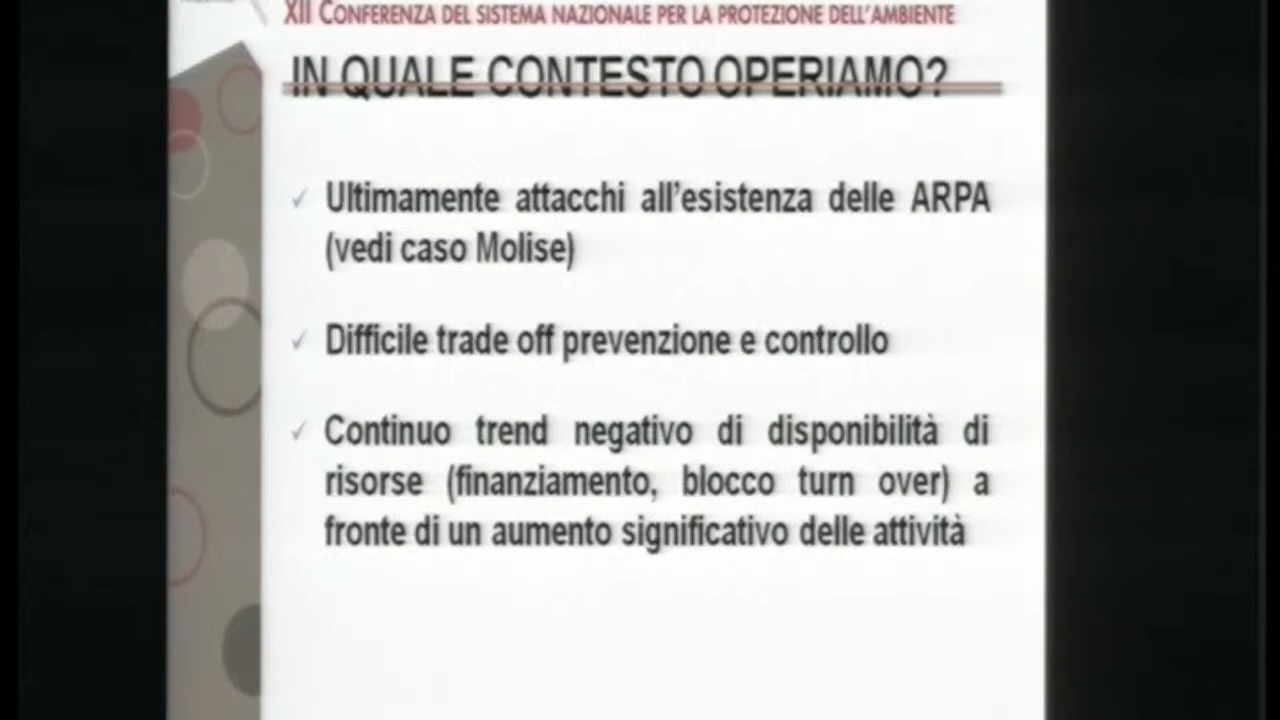 XII CONFERENZA DEL SISTEMA NAZIONALE PER LA PROTEZIONE DELL'AMBIENTE
IN QUALE CONTESTO OPERIAMO?
✓ Ultimamente attacchi all'esistenza delle ARPA
(vedi caso Molise)
✓ Difficile trade off prevenzione e controllo
✓ Continuo trend negativo di disponibilità di
risorse (finanziamento, blocco turn over) a
fronte di un aumento significativo delle attività